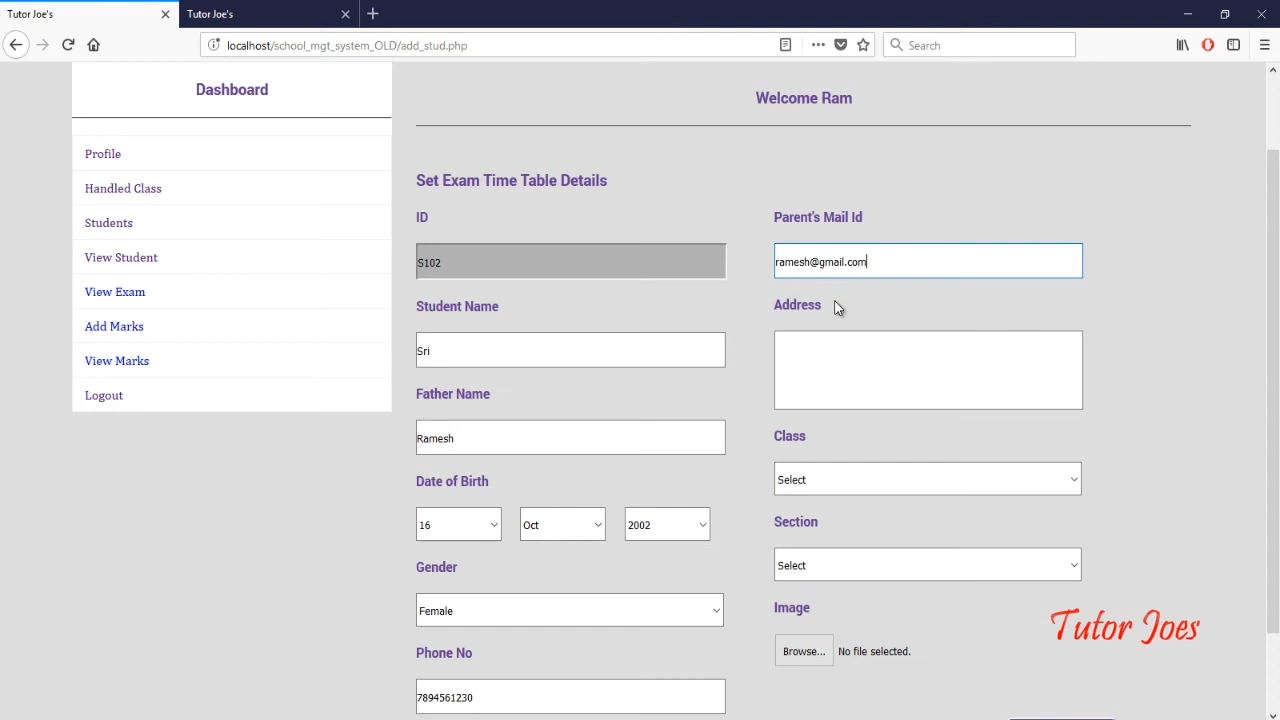 Tutor Joe's
Tutor Joe's
localhost/school_mgt_system_OLD/add_stud.php
Search
Dashboard
Profile
Handled Class
Students
View Student
View Exam
Add Marks
View Marks
Logout
Welcome Ram
Set Exam Time Table Details
ID
S102
Student Name
Sri
Father Name
Ramesh
Date of Birth
16 Oct 2002
Gender
Female
Phone No
7894561230
Parent's Mail Id
ramesh@gmail.com
Address
Class
Select
Section
Select
Image
Browse... No file selected.
Tutor Joes